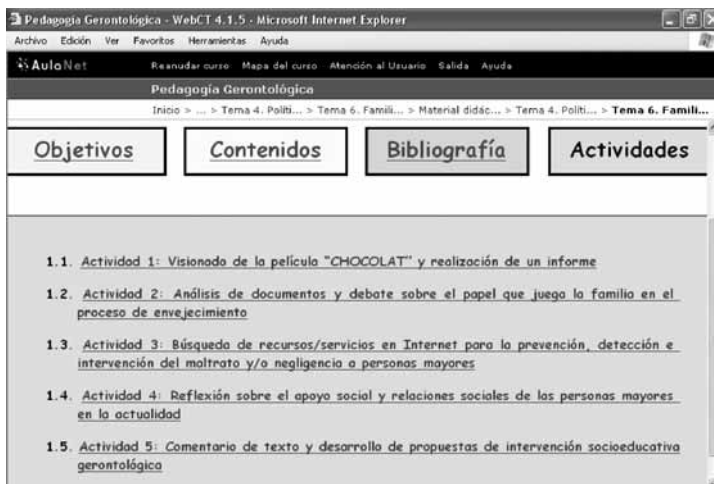 Pedagogía Gerontológica - WebCT 4.1.5 - Microsoft Internet Explorer
Archivo Edición Ver Favoritos Herramientas Ayuda
AulaNet Reanudar curso Mapa del curso Atención al Usuario Salida Ayuda
Pedagogía Gerontológica
Inicio > ... > Tema 4. Políti... > Tema 6. Famili... > Material didác... > Tema 4. Políti... > Tema 6. Famili...
Objetivos Contenidos Bibliografía Actividades
1.1. Actividad 1: Visionado de la película "CHOCOLAT" y realización de un informe
1.2. Actividad 2: Análisis de documentos y debate sobre el papel que juega la familia en el
proceso de envejecimiento
1.3. Actividad 3: Búsqueda de recursos/servicios en Internet para la prevención, detección e
intervención del maltrato y/o negligencia a personas mayores
1.4. Actividad 4: Reflexión sobre el apoyo social y relaciones sociales de las personas mayores
en la actualidad
1.5. Actividad 5: Comentario de texto y desarrollo de propuestas de intervención socioeducativa
gerontológica